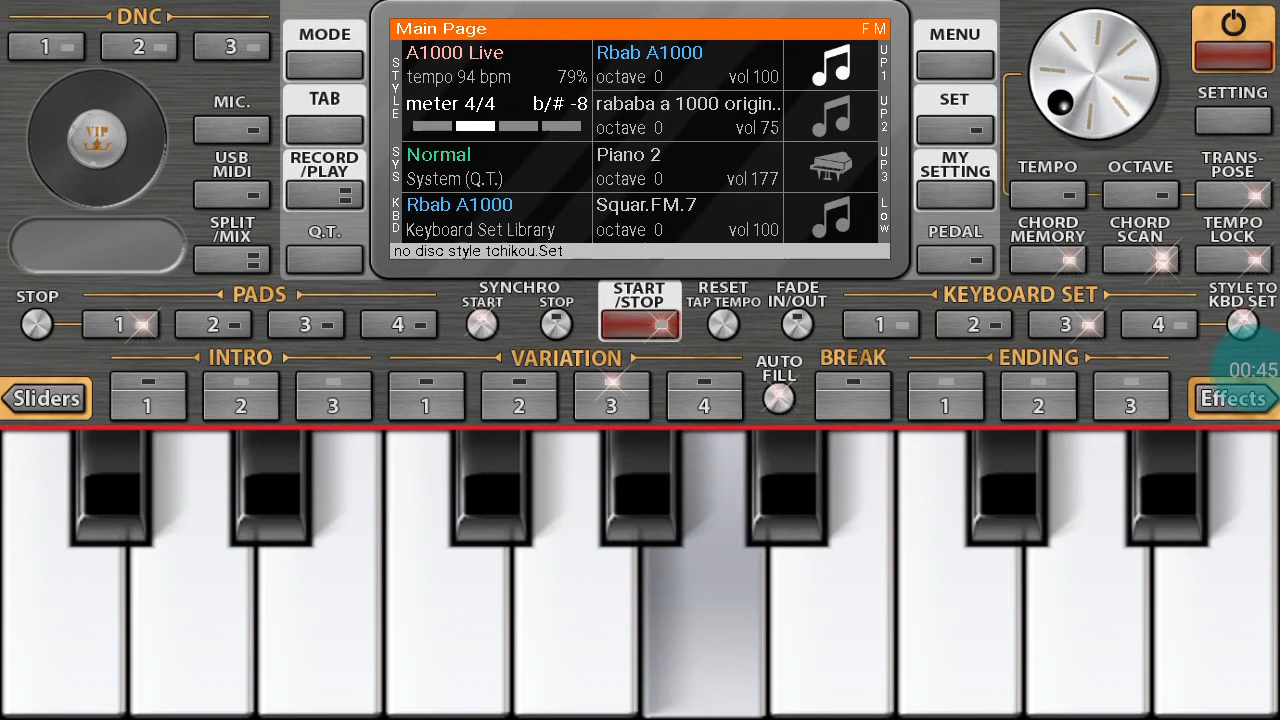 DNC
1 2 3
VIP
MIC.
USB
MIDI
SPLIT
/MIX
MODE
TAB
RECORD
/PLAY
Q.T.
Main Page F M
STYLE
A1000 Live
tempo 94 bpm 79%
meter 4/4 b/# -8
SYS
Normal
System (Q.T.)
KBD
Rbab A1000
Keyboard Set Library
Rbab A1000
octave 0 vol 100
UP1
rababa a 1000 origin..
octave 0 vol 75
UP2
Piano 2
octave 0 vol 177
UP3
Squar.FM.7
octave 0 vol 100
Low
no disc style tchikou.Set
MENU
SET
MY
SETTING
PEDAL
SETTING
TEMPO
OCTAVE
TRANS-
POSE
CHORD
MEMORY
CHORD
SCAN
TEMPO
LOCK
STOP
PADS
1 2 3 4
SYNCHRO
START STOP
START
/STOP
RESET
TAP TEMPO
FADE
IN/OUT
KEYBOARD SET
1 2 3 4
STYLE TO
KBD SET
00:45
Sliders
INTRO
1 2 3
VARIATION
1 2 3 4
AUTO
FILL
BREAK
ENDING
1 2 3
Effects